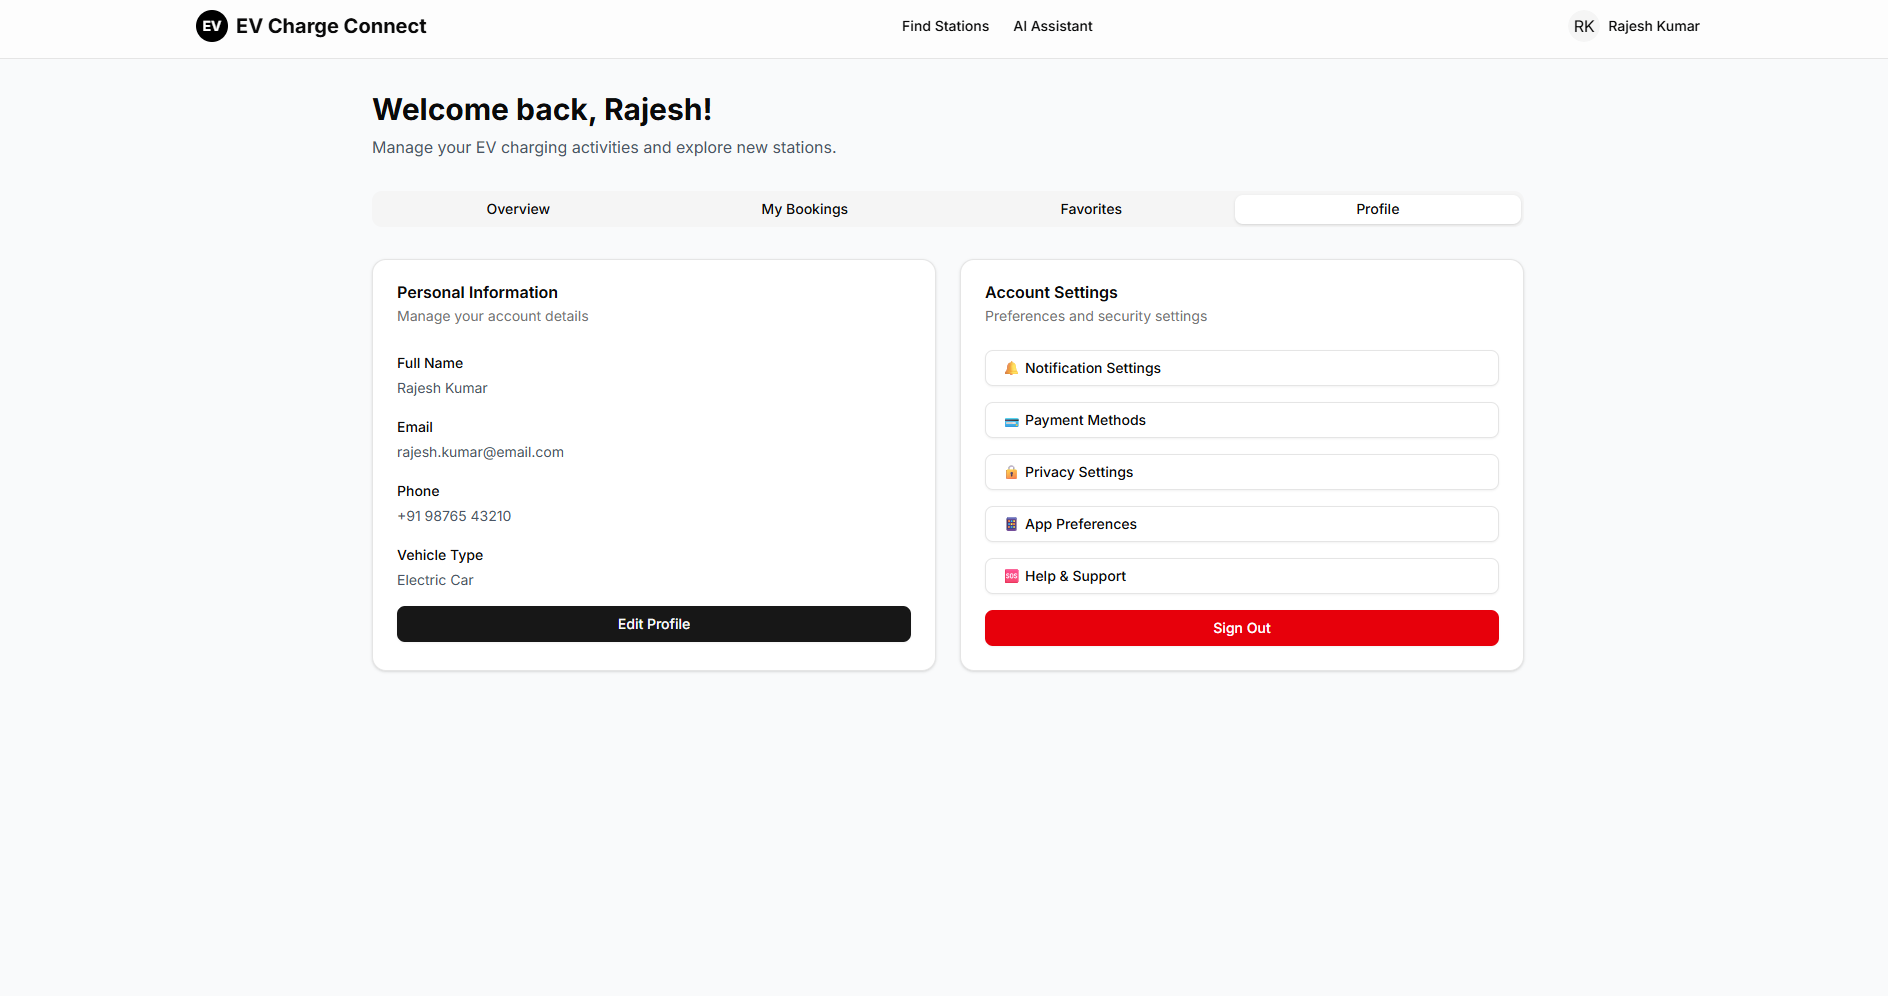 EV EV Charge Connect
Find Stations
AI Assistant
RK Rajesh Kumar
Welcome back, Rajesh!
Manage your EV charging activities and explore new stations.
Overview
My Bookings
Favorites
Profile
Personal Information
Manage your account details
Full Name
Rajesh Kumar
Email
rajesh.kumar@email.com
Phone
+91 98765 43210
Vehicle Type
Electric Car
Edit Profile
Account Settings
Preferences and security settings
Notification Settings
Payment Methods
Privacy Settings
App Preferences
SOS Help & Support
Sign Out